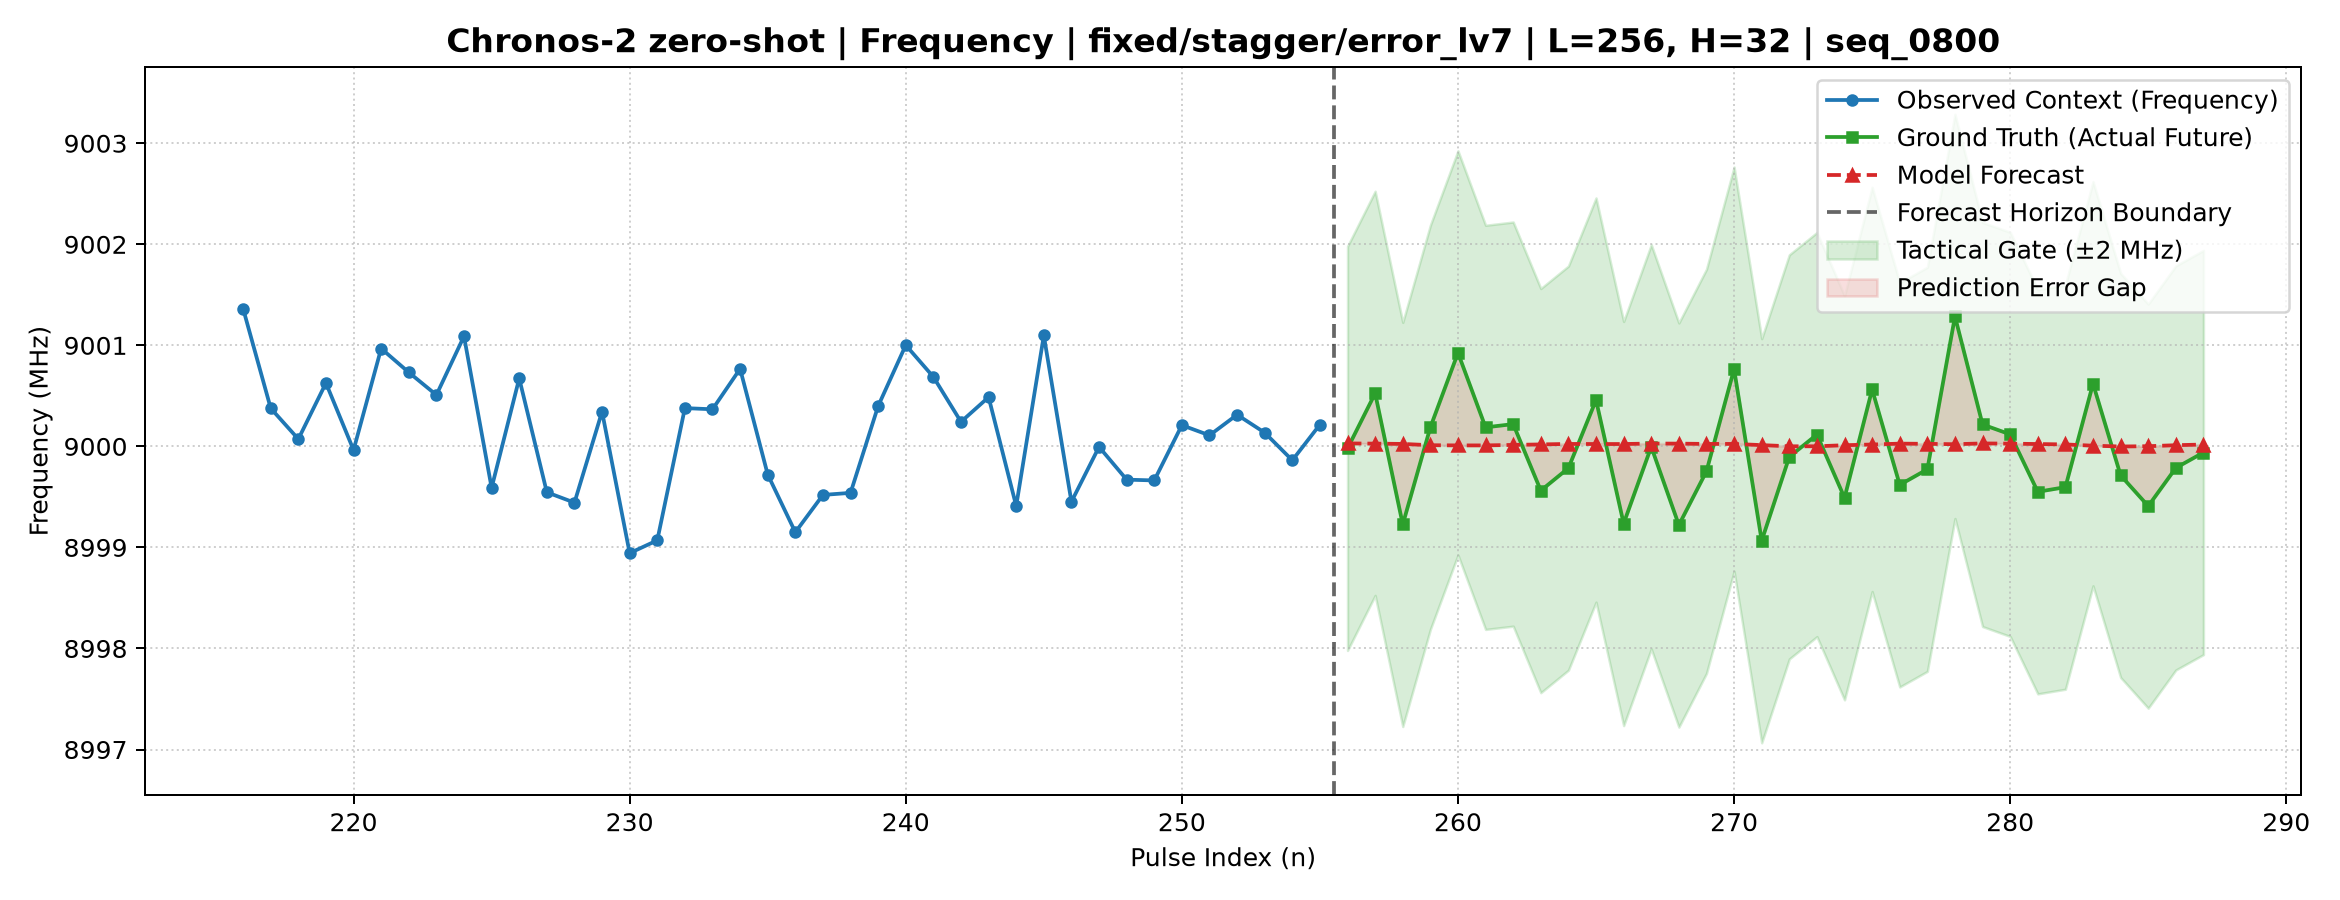 Chronos-2 zero-shot | Frequency | fixed/stagger/error_lv7 | L=256, H=32 | seq_0800
Observed Context (Frequency)
Ground Truth (Actual Future)
Model Forecast
Forecast Horizon Boundary
Tactical Gate (±2 MHz)
Prediction Error Gap
Frequency (MHz)
9003
9002
9001
9000
8999
8998
8997
220 230 240 250 260 270 280 290
Pulse Index (n)